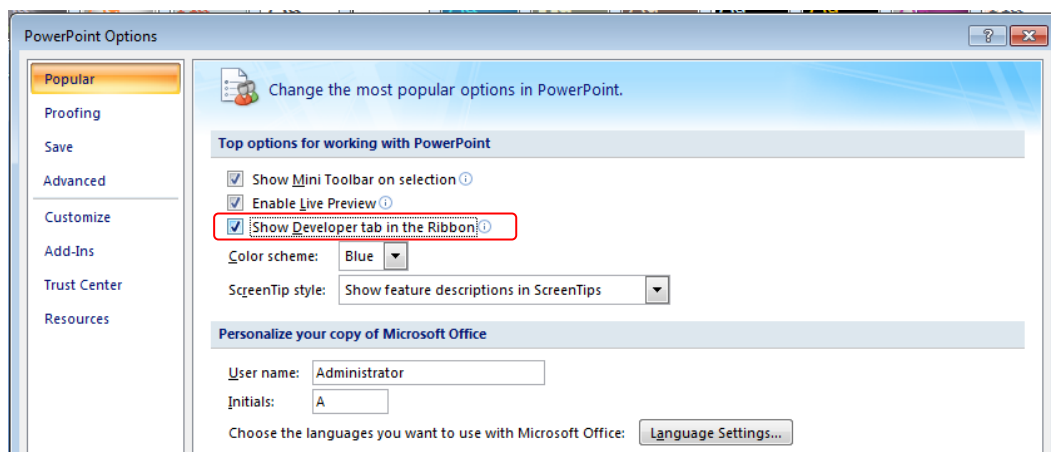 PowerPoint Options
Popular
Proofing
Save
Advanced
Customize
Add-Ins
Trust Center
Resources
Change the most popular options in PowerPoint.
Top options for working with PowerPoint
Show Mini Toolbar on selection
Enable Live Preview
Show Developer tab in the Ribbon
Color scheme: Blue
ScreenTip style: Show feature descriptions in ScreenTips
Personalize your copy of Microsoft Office
User name: Administrator
Initials: A
Choose the languages you want to use with Microsoft Office: Language Settings...